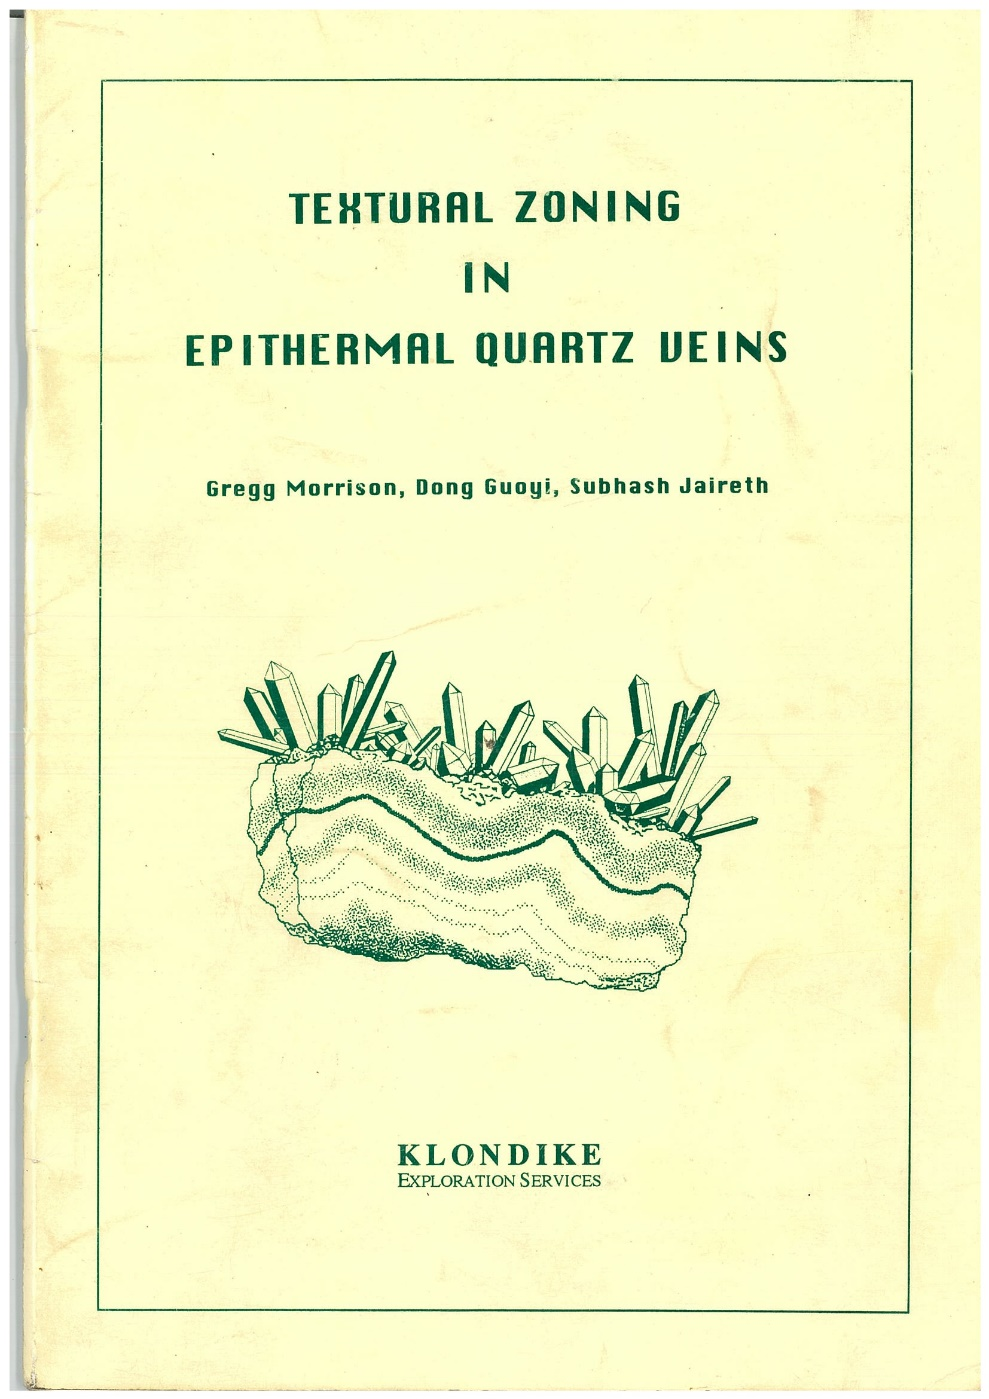 TEXTURAL ZONING
IN
EPITHERMAL QUARTZ VEINS
Gregg Morrison, Dong Guoyi, Subhash Jaireth
KLONDIKE
EXPLORATION SERVICES